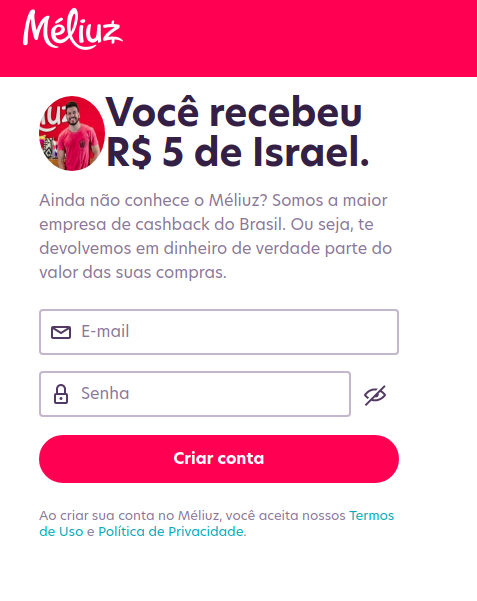 Méliuz
Você recebeu
R$ 5 de Israel.
Ainda não conhece o Méliuz? Somos a maior
empresa de cashback do Brasil. Ou seja, te
devolvemos em dinheiro de verdade parte do
valor das suas compras.
E-mail
Senha
Criar conta
Ao criar sua conta no Méliuz, você aceita nossos Termos
de Uso e Política de Privacidade.